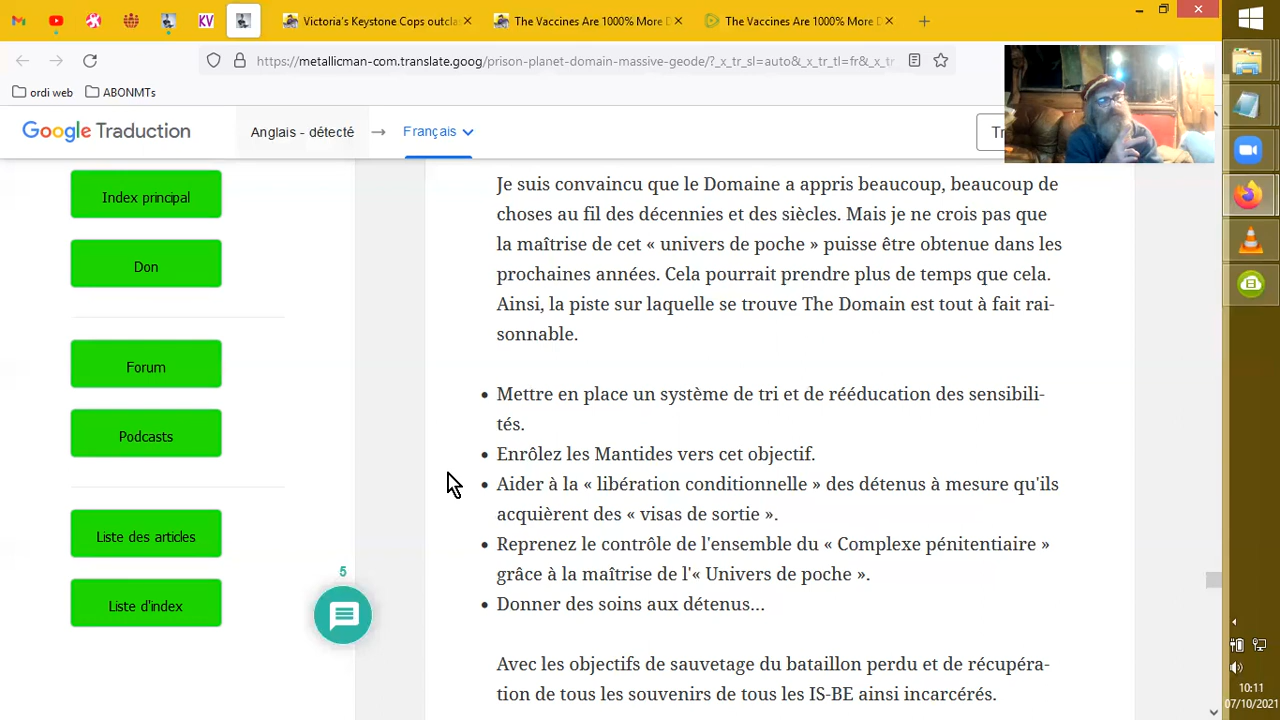 Victoria's Keystone Cops outcla
The Vaccines Are 1000% More D
The Vaccines Are 1000% More D
KV
https://metallicman-com.translate.goog/prison-planet-domain-massive-geode/?_x_tr_sl=auto&_x_tr_tl=fr&_x_tr
ordi web
ABONMTs
Google Traduction
Anglais - détecté
Français
Index principal
Don
Forum
Podcasts
Liste des articles
Liste d'index
5
Je suis convaincu que le Domaine a appris beaucoup, beaucoup de
choses au fil des décennies et des siècles. Mais je ne crois pas que
la maîtrise de cet « univers de poche » puisse être obtenue dans les
prochaines années. Cela pourrait prendre plus de temps que cela.
Ainsi, la piste sur laquelle se trouve The Domain est tout à fait rai-
sonnable.
• Mettre en place un système de tri et de rééducation des sensibili-
tés.
• Enrôlez les Mantides vers cet objectif.
• Aider à la « libération conditionnelle » des détenus à mesure qu'ils
acquièrent des « visas de sortie ».
• Reprenez le contrôle de l'ensemble du « Complexe pénitentiaire »
grâce à la maîtrise de l'« Univers de poche ».
• Donner des soins aux détenus...
Avec les objectifs de sauvetage du bataillon perdu et de récupéra-
tion de tous les souvenirs de tous les IS-BE ainsi incarcérés.
10:11
07/10/2021